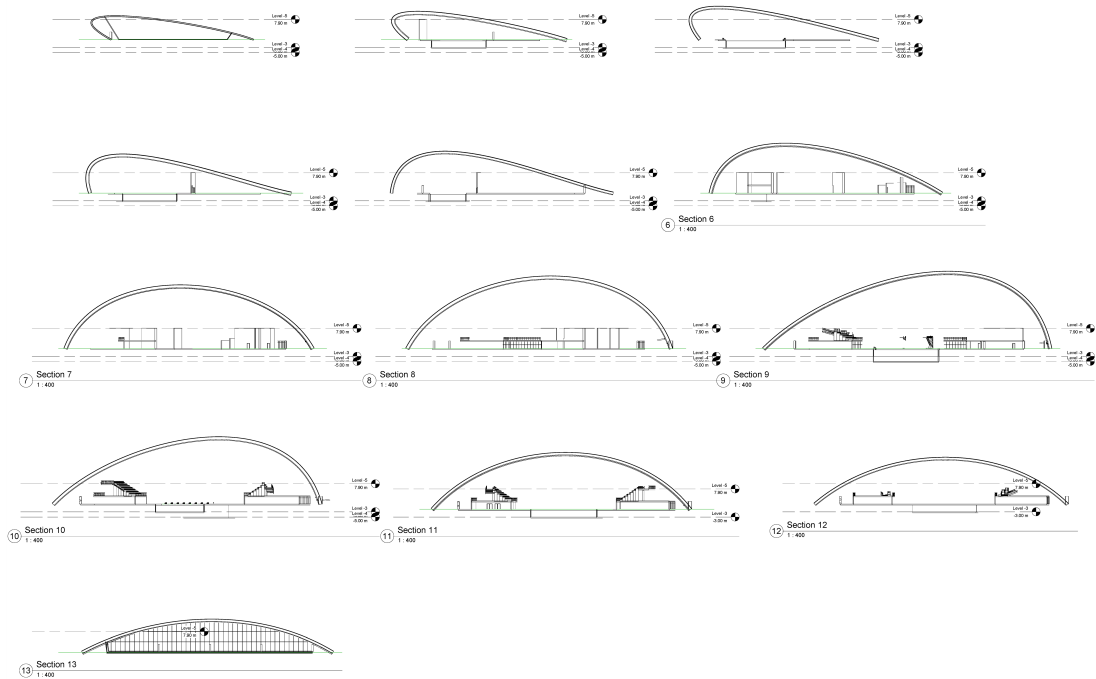 Level -5
7.90 m
Level -3
Level -4
-5.00 m
Level -5
7.90 m
Level -3
Level -4
-5.00 m
Level -5
7.90 m
Level -3
Level -4
-5.00 m
Level -5
7.90 m
Level -3
Level -4
-5.00 m
Level -5
7.90 m
Level -3
Level -4
-5.00 m
Level -5
7.90 m
Level -3
Level -4
-5.00 m
6 Section 6
1 : 400
Level -5
7.90 m
Level -3
Level -4
-5.00 m
7 Section 7
1 : 400
Level -5
7.90 m
Level -3
Level -4
-5.00 m
8 Section 8
1 : 400
Level -5
7.90 m
Level -3
Level -4
-5.00 m
9 Section 9
1 : 400
Level -5
7.90 m
Level -3
Level -4
-5.00 m
10 Section 10
1 : 400
Level -5
7.90 m
Level -3
-3.00 m
11 Section 11
1 : 400
Level -5
7.90 m
Level -3
-3.00 m
12 Section 12
1 : 400
Level -5
7.90 m
13 Section 13
1 : 400